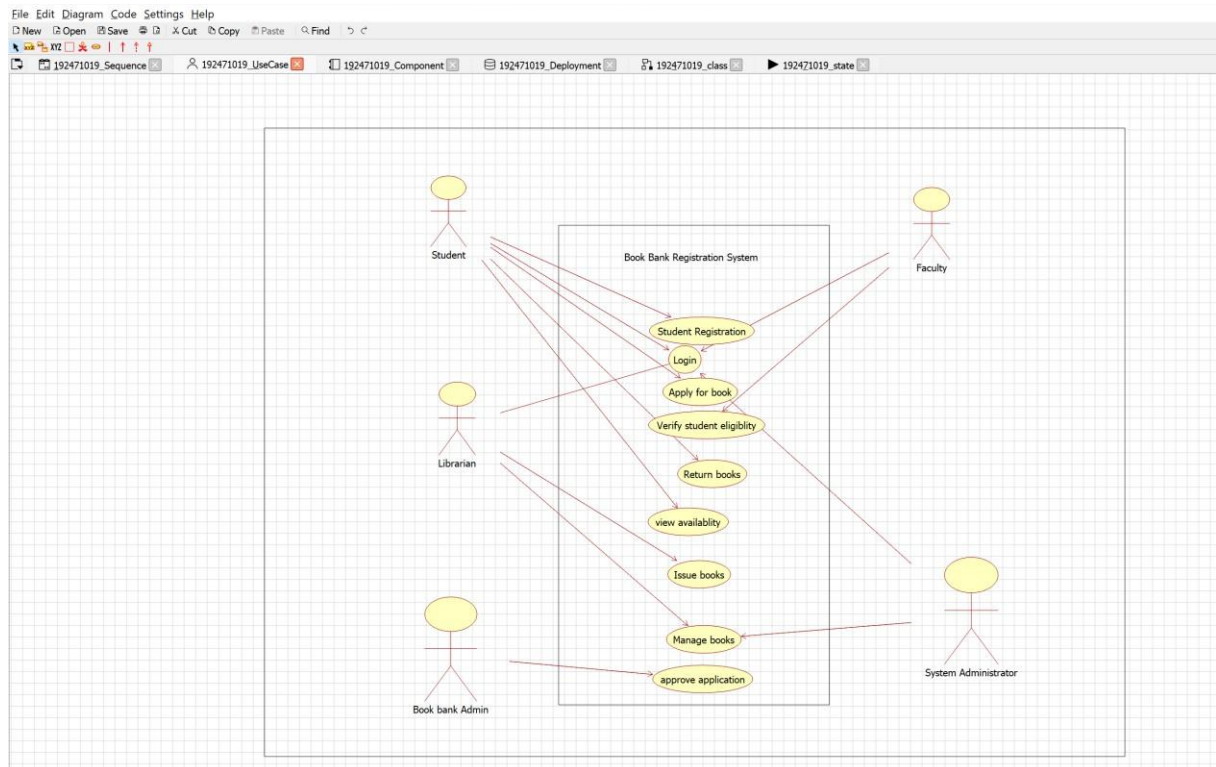 File Edit Diagram Code Settings Help
New Open Save Cut Copy Paste Find
XYZ
192471019_Sequence 192471019_UseCase 192471019_Component 192471019_Deployment 192471019_class 192471019_state
Student
Book Bank Registration System
Faculty
Student Registration
Login
Apply for book
Verify student eligiblity
Librarian
Return books
view availablity
Issue books
Manage books
System Administrator
approve application
Book bank Admin